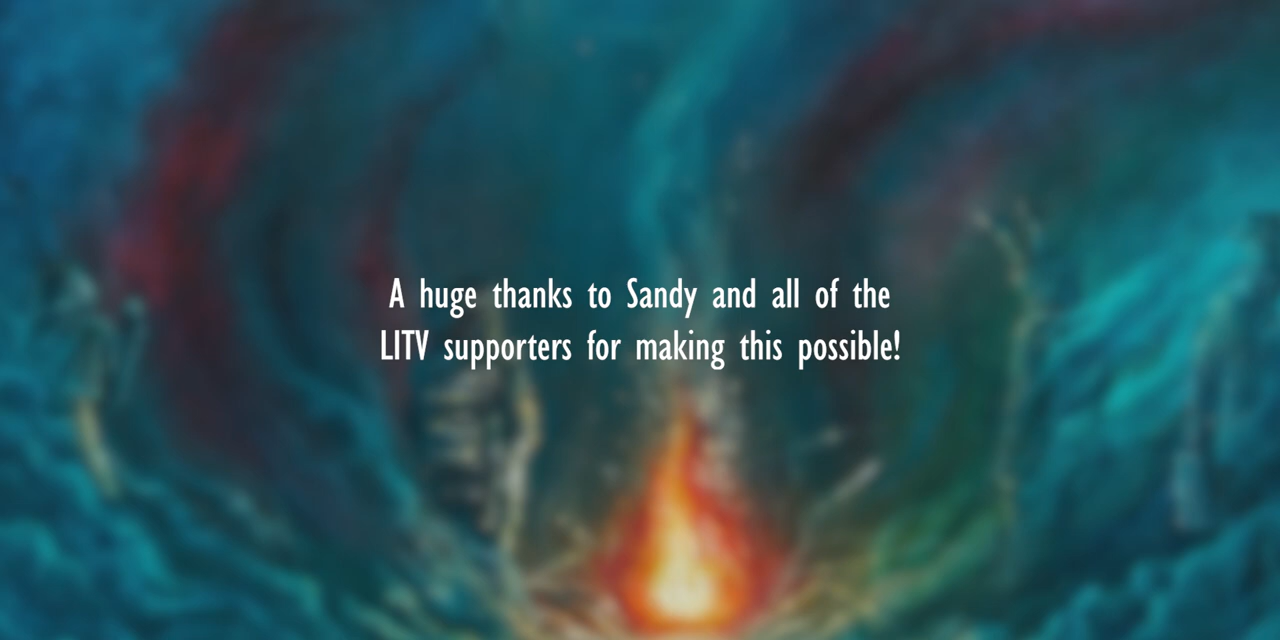 A huge thanks to Sandy and all of the
LITV supporters for making this possible!